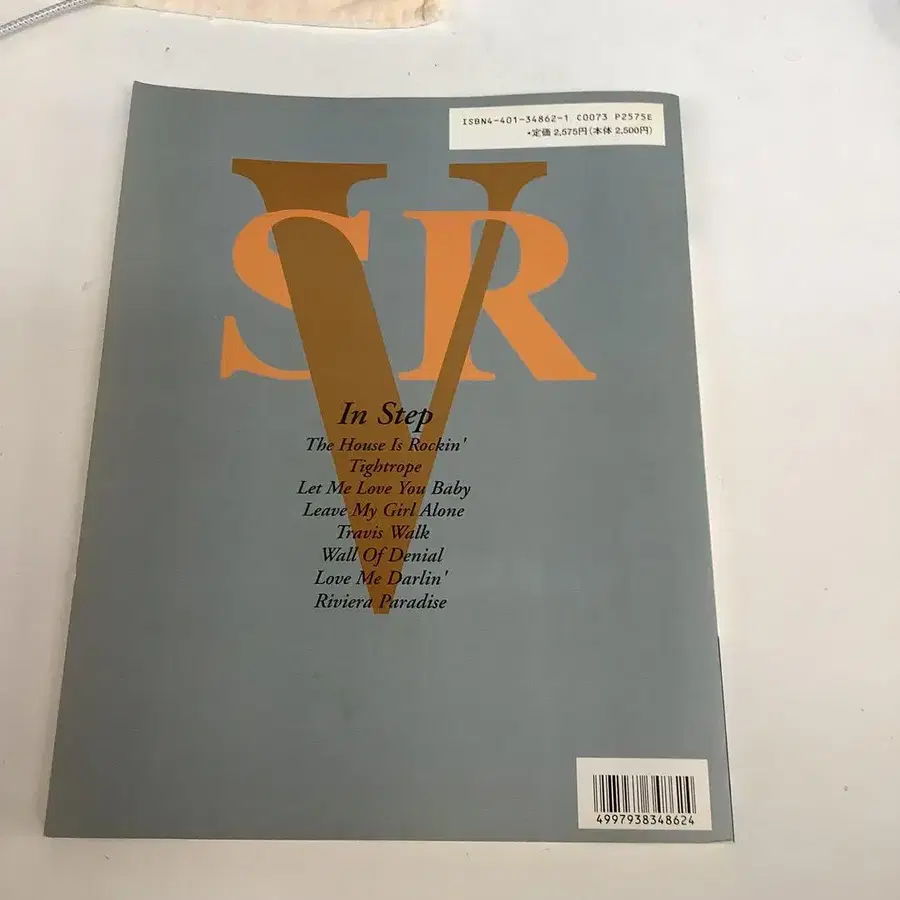 ISBN4-401-34862-1 C0073 P2575E
•定価 2,575円(本体 2,500円)
SRV
In Step
The House Is Rockin'
Tightrope
Let Me Love You Baby
Leave My Girl Alone
Travis Walk
Wall Of Denial
Love Me Darlin'
Riviera Paradise
4997938348624